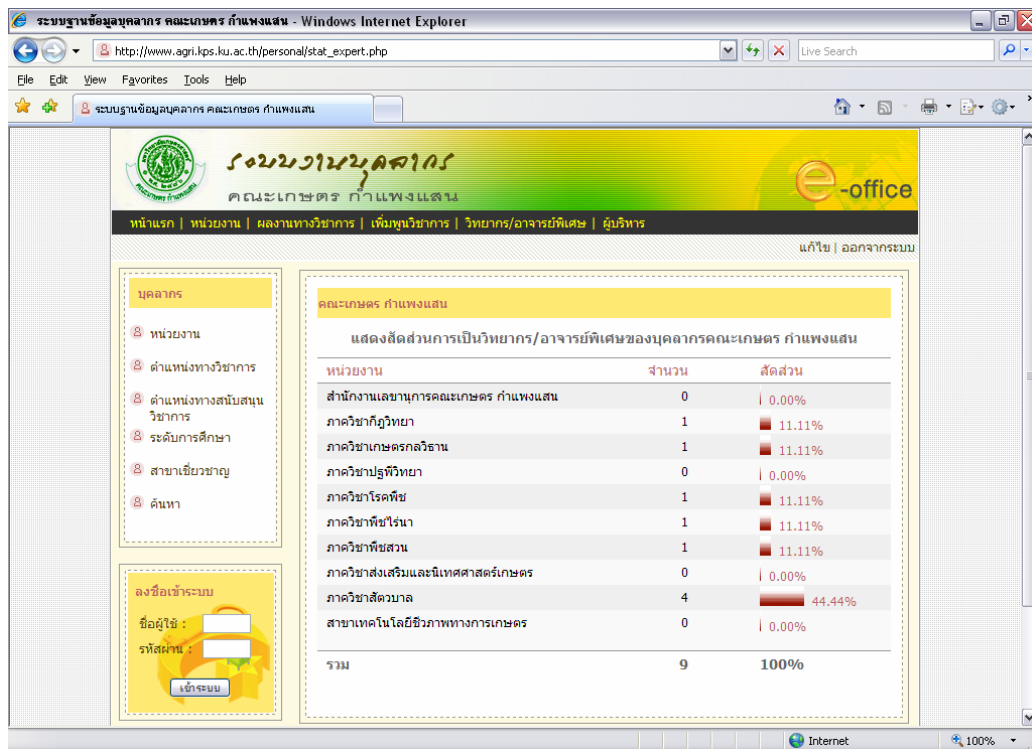 ระบบฐานข้อมูลบุคลากร คณะเกษตร กำแพงแสน - Windows Internet Explorer
http://www.agri.kps.ku.ac.th/personal/stat_expert.php
Live Search
File Edit View Favorites Tools Help
ระบบฐานข้อมูลบุคลากร คณะเกษตร กำแพงแสน
ระบบงานบุคลากร
คณะเกษตร กำแพงแสน
e-office
หน้าแรก | หน่วยงาน | ผลงานทางวิชาการ | เพิ่มพูนวิชาการ | วิทยากร/อาจารย์พิเศษ | ผู้บริหาร
แก้ไข | ออกจากระบบ
บุคลากร
หน่วยงาน
ตำแหน่งทางวิชาการ
ตำแหน่งทางสนับสนุน
วิชาการ
ระดับการศึกษา
สาขาเชี่ยวชาญ
ค้นหา
ลงชื่อเข้าระบบ
ชื่อผู้ใช้ :
รหัสผ่าน :
เข้าระบบ
คณะเกษตร กำแพงแสน
แสดงสัดส่วนการเป็นวิทยากร/อาจารย์พิเศษของบุคลากรคณะเกษตร กำแพงแสน
หน่วยงาน จำนวน สัดส่วน
สำนักงานเลขานุการคณะเกษตร กำแพงแสน 0 0.00%
ภาควิชากีฏวิทยา 1 11.11%
ภาควิชาเกษตรกลวิธาน 1 11.11%
ภาควิชาปฐพีวิทยา 0 0.00%
ภาควิชาโรคพืช 1 11.11%
ภาควิชาพืชไร่นา 1 11.11%
ภาควิชาพืชสวน 1 11.11%
ภาควิชาส่งเสริมและนิเทศศาสตร์เกษตร 0 0.00%
ภาควิชาสัตวบาล 4 44.44%
สาขาเทคโนโลยีชีวภาพทางการเกษตร 0 0.00%
รวม 9 100%
Internet 100%